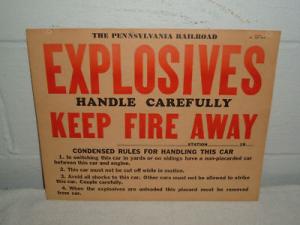 THE PENNSYLVANIA RAILROAD
EXPLOSIVES
HANDLE CAREFULLY
KEEP FIRE AWAY
STATION 19
CONDENSED RULES FOR HANDLING THIS CAR
1. In switching this car in yards or on sidings have a non-placarded car
between this car and engine.
2. This car must not be cut off while in motion.
3. Avoid all shocks to this car. Other cars must not be allowed to strike
this car. Couple carefully.
4. When the explosives are unloaded this placard must be removed
from car.